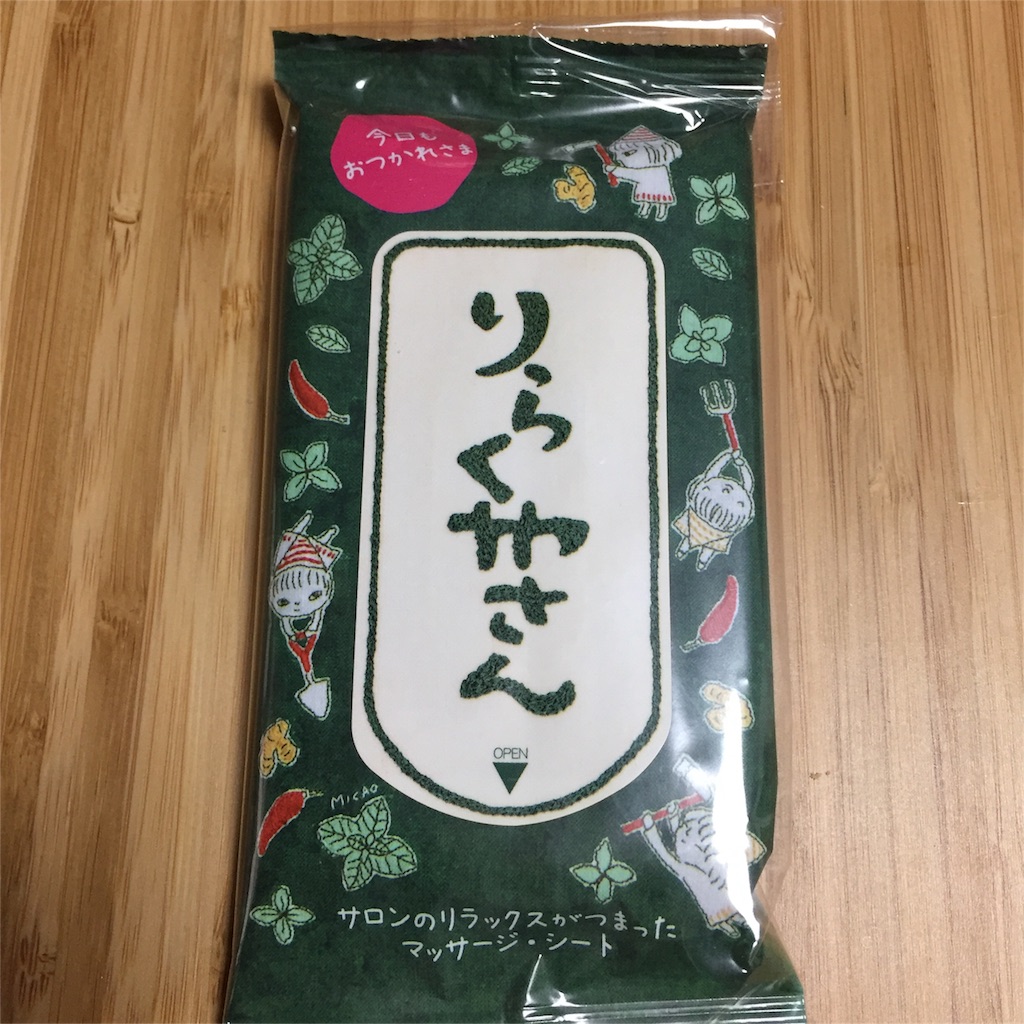 今日も
おつかれさま
りらくやさん
OPEN
MICAO
サロンのリラックスがつまった
マッサージ・シート